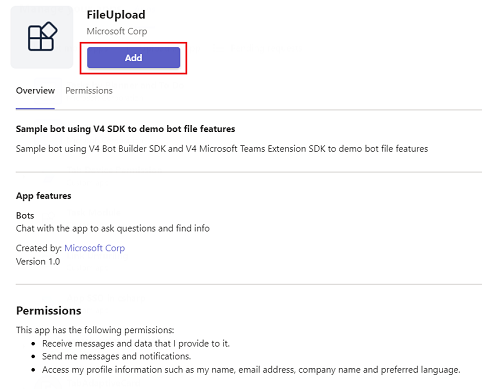 FileUpload
Microsoft Corp
Add
Overview Permissions
Sample bot using V4 SDK to demo bot file features
Sample bot using V4 Bot Builder SDK and V4 Microsoft Teams Extension SDK to demo bot file features
App features
Bots
Chat with the app to ask questions and find info
Created by: Microsoft Corp
Version 1.0
Permissions
This app has the following permissions:
• Receive messages and data that I provide to it.
• Send me messages and notifications.
• Access my profile information such as my name, email address, company name and preferred language.